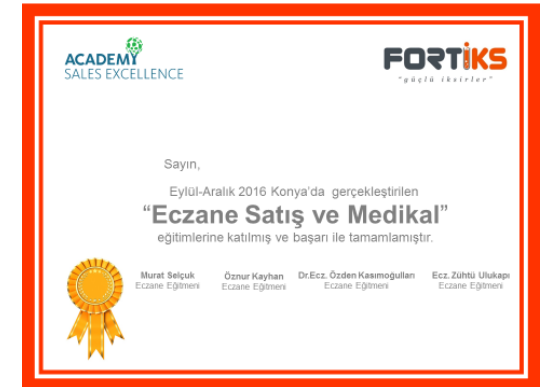 ACADEMY
SALES EXCELLENCE
FORTiKS
"güçlü iksirler"
Sayın,
Eylül-Aralık 2016 Konya'da gerçekleştirilen
"Eczane Satış ve Medikal"
eğitimlerine katılmış ve başarı ile tamamlamıştır.
Murat Selçuk Öznur Kayhan Dr.Ecz. Özden Kasımoğulları Ecz. Zühtü Ulukapı
Eczane Eğitmeni Eczane Eğitmeni Eczane Eğitmeni Eczane Eğitmeni